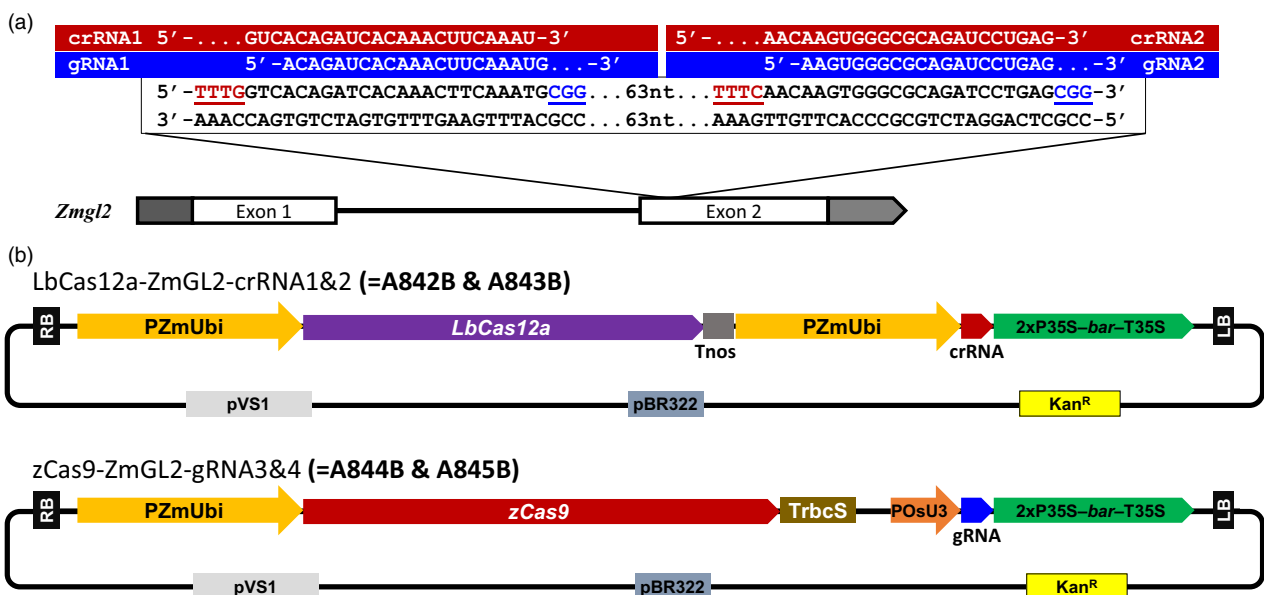 (a)
crRNA1 5′-....GUCACAGAUCACAAACUUCAAAU-3′ 5′-....AACAAGUGGGCGCAGAUCCUGAG-3′ crRNA2
gRNA1 5′-ACAGAUCACAAACUUCAAAUG...-3′ 5′-AAGUGGGCGCAGAUCCUGAG...-3′ gRNA2
5′-TTTGGTCACAGATCACAAACTTCAAATGCGG...63nt...TTTCAACAAGTGGGCGCAGATCCTGAGCGG-3′
3′-AAACCAGTGTCTAGTGTTTGAAGTTTACGCC...63nt...AAAGTTGTTCACCCGCGTCTAGGACTCGCC-5′
Zmgl2 Exon 1 Exon 2
(b)
LbCas12a-ZmGL2-crRNA1&2 (=A842B & A843B)
RB PZmUbi LbCas12a PZmUbi 2xP35S–bar–T35S LB
Tnos crRNA
pVS1 pBR322 KanR
zCas9-ZmGL2-gRNA3&4 (=A844B & A845B)
RB PZmUbi zCas9 TrbcS POsU3 2xP35S–bar–T35S LB
gRNA
pVS1 pBR322 KanR